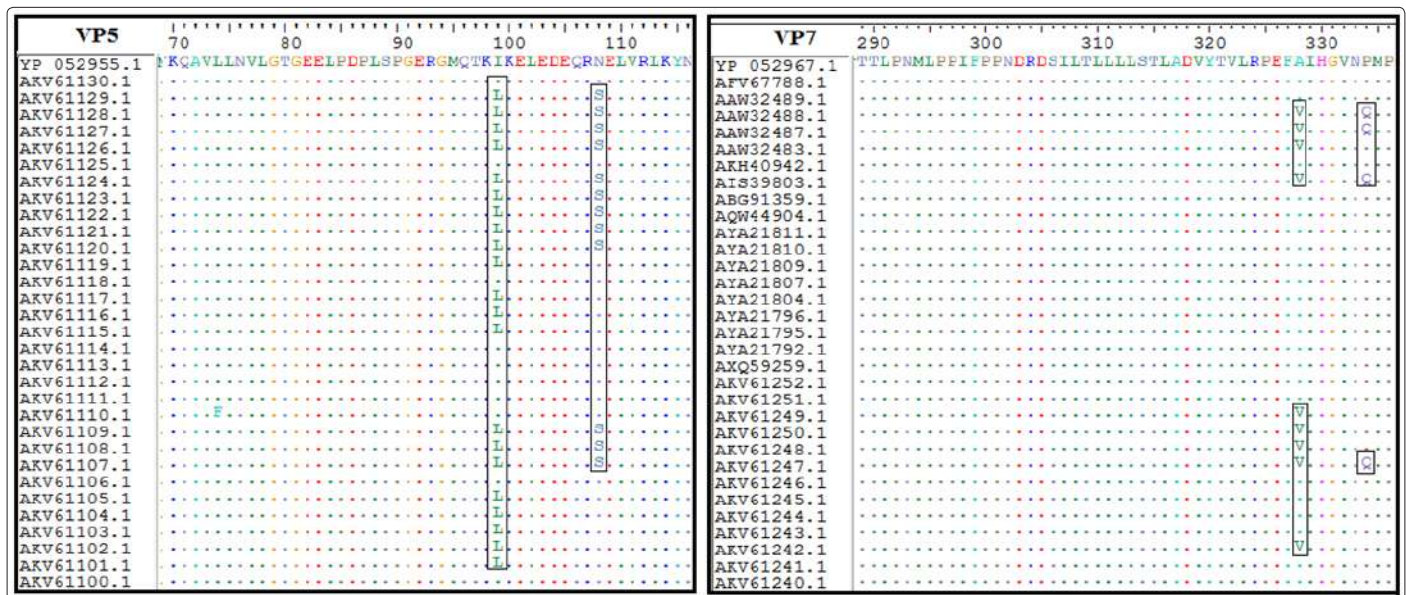 VP5
70 80 90 100 110
YP 052955.1 KQAVLLNVLGTGEELPDPLSPGERGMQTKIKELEDEQRNELVRLKYN
AKV61130.1
AKV61129.1 L S
AKV61128.1 L S
AKV61127.1 L S
AKV61126.1 L S
AKV61125.1
AKV61124.1 L S
AKV61123.1 L S
AKV61122.1 L S
AKV61121.1 L S
AKV61120.1 L S
AKV61119.1 L
AKV61118.1
AKV61117.1 L
AKV61116.1 L
AKV61115.1 L
AKV61114.1
AKV61113.1
AKV61112.1
AKV61111.1
AKV61110.1 F
AKV61109.1 L S
AKV61108.1 L S
AKV61107.1 L S
AKV61106.1
AKV61105.1 L
AKV61104.1 L
AKV61103.1 L
AKV61102.1 L
AKV61101.1 L
AKV61100.1
VP7
290 300 310 320 330
YP 052967.1 TTLPNMLPPIFPPNDRDSILTLLLLSTLADVYTVLRPEFAIHGVNPMP
AFV67788.1
AAW32489.1
AAW32488.1 V Q
AAW32487.1 V Q
AAW32483.1 V
AKH40942.1
AIS39803.1 V Q
ABG91359.1
AQW44904.1
AYA21811.1
AYA21810.1
AYA21809.1
AYA21807.1
AYA21804.1
AYA21796.1
AYA21795.1
AYA21792.1
AXQ59259.1
AKV61252.1
AKV61251.1
AKV61249.1 V
AKV61250.1 V
AKV61248.1 V
AKV61247.1 V Q
AKV61246.1
AKV61245.1
AKV61244.1
AKV61243.1
AKV61242.1 V
AKV61241.1
AKV61240.1